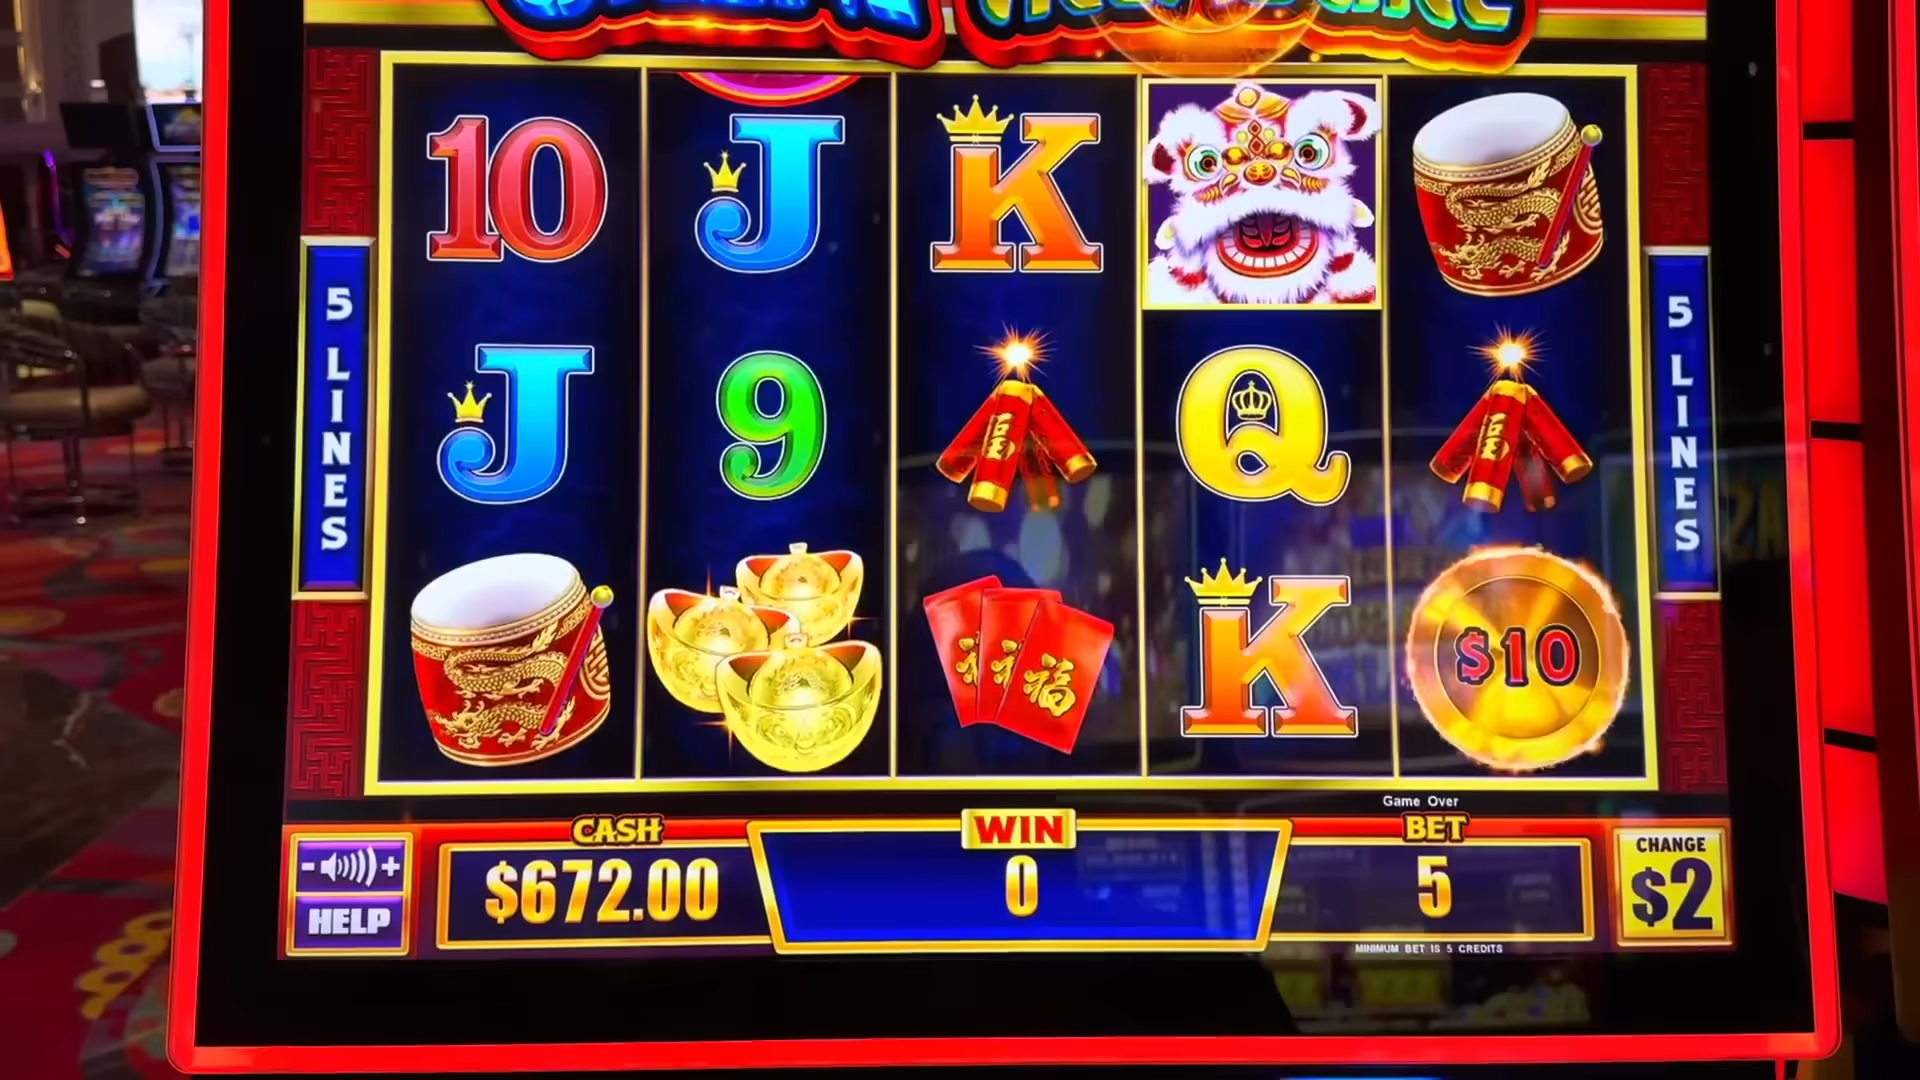 10 J K
5 LINES
5 LINES
J 9 Q
福
K
$10
Game Over
CASH
WIN
BET
- +
HELP
$672.00
0
5
CHANGE
$2
MINIMUM BET IS 5 CREDITS